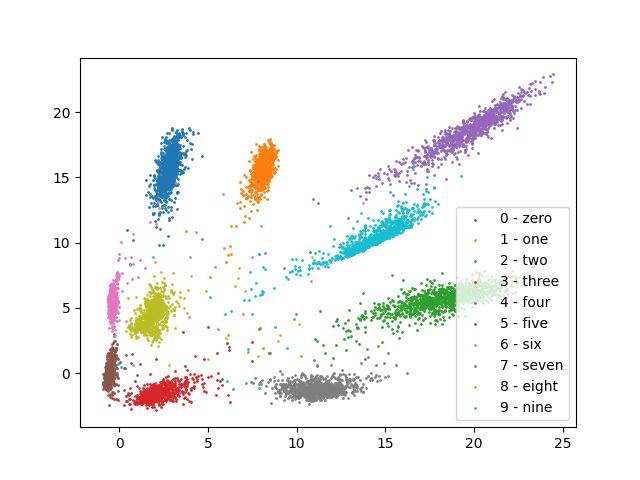 20
15
10
5
0
0 5 10 15 20 25
0 - zero
1 - one
2 - two
3 - three
4 - four
5 - five
6 - six
7 - seven
8 - eight
9 - nine